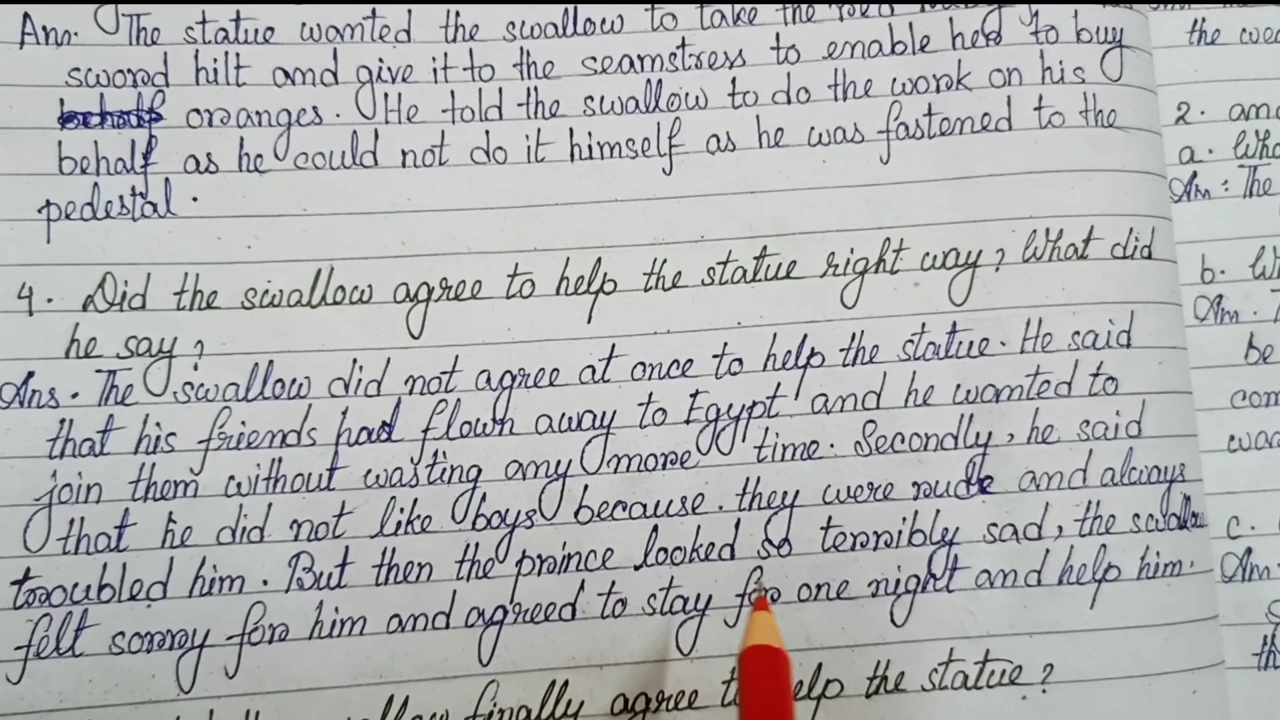 Ans. The statue wanted the swallow to take the
sword hilt and give it to the seamstress to enable her to buy
oranges. He told the swallow to do the work on his
behalf as he could not do it himself as he was fastened to the
pedestal.
4. Did the swallow agree to help the statue right way? What did
he say?
Ans. The swallow did not agree at once to help the statue. He said
that his friends had flown away to Egypt and he wanted to
join them without wasting any more time. Secondly, he said
that he did not like boys because they were rude and always
troubled him. But then the prince looked so terribly sad, the swallow
felt sorry for him and agreed to stay for one night and help him.
finally agree to help the statue?
the
2.
a.
Ans: The
b.
Ans.
be
c.
Ans.